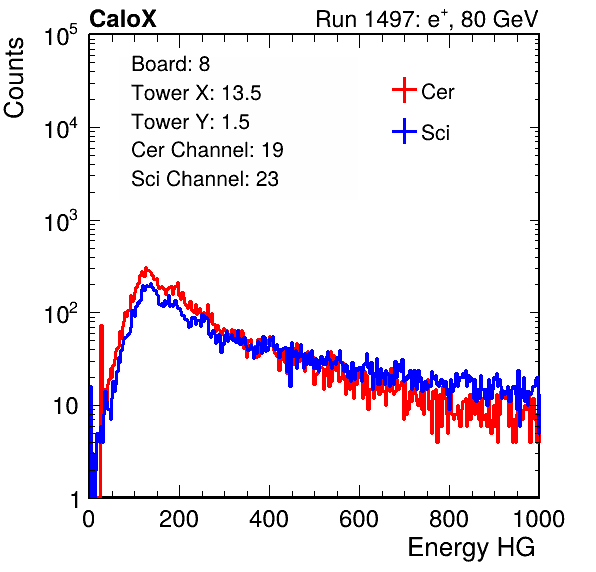 CaloX Run 1497: e+, 80 GeV
Counts
10^5
10^4
10^3
10^2
10
1
Board: 8
Tower X: 13.5
Tower Y: 1.5
Cer Channel: 19
Sci Channel: 23
Cer
Sci
0 200 400 600 800 1000
Energy HG